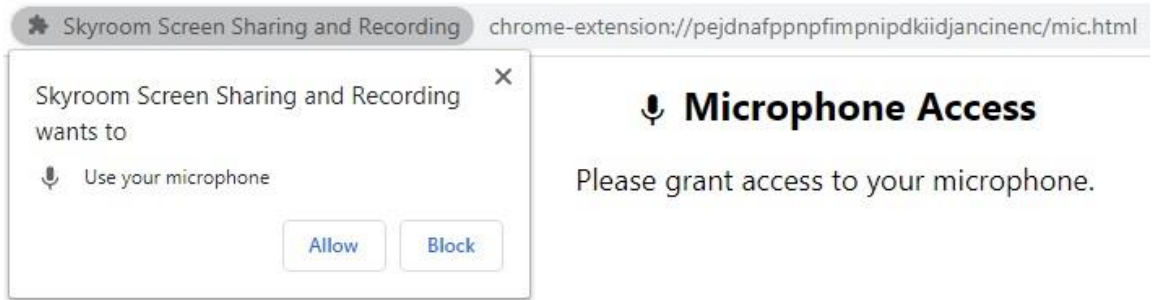 Skyroom Screen Sharing and Recording chrome-extension://pejdnafppnpfimpnipdkiidjancinenc/mic.html
Skyroom Screen Sharing and Recording
wants to
Use your microphone
Allow Block
Microphone Access
Please grant access to your microphone.